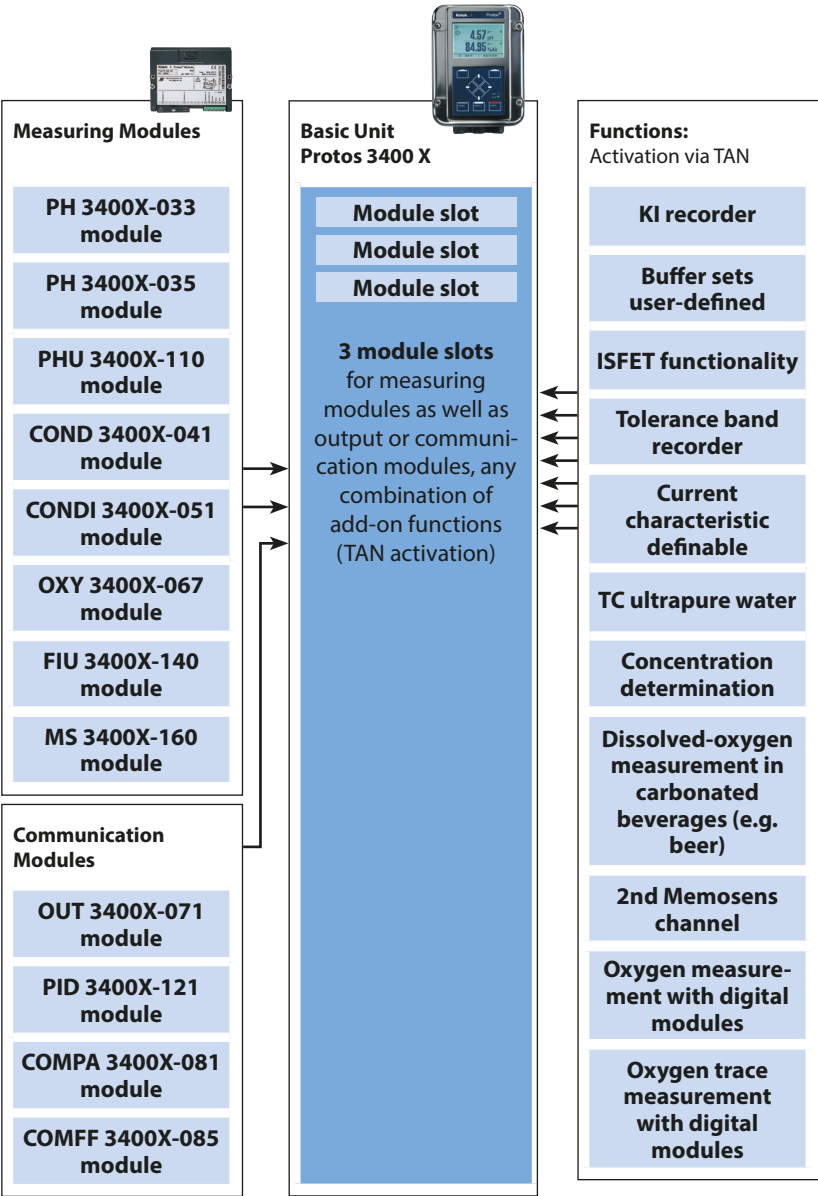 Measuring Modules
PH 3400X-033
module
PH 3400X-035
module
PHU 3400X-110
module
COND 3400X-041
module
CONDI 3400X-051
module
OXY 3400X-067
module
FIU 3400X-140
module
MS 3400X-160
module
Communication
Modules
OUT 3400X-071
module
PID 3400X-121
module
COMPA 3400X-081
module
COMFF 3400X-085
module
Knick
Protos
4.57 pH
84.95 %Air
Basic Unit
Protos 3400 X
Module slot
Module slot
Module slot
3 module slots
for measuring
modules as well as
output or communi-
cation modules, any
combination of
add-on functions
(TAN activation)
Functions:
Activation via TAN
KI recorder
Buffer sets
user-defined
ISFET functionality
Tolerance band
recorder
Current
characteristic
definable
TC ultrapure water
Concentration
determination
Dissolved-oxygen
measurement in
carbonated
beverages (e.g.
beer)
2nd Memosens
channel
Oxygen measure-
ment with digital
modules
Oxygen trace
measurement
with digital
modules